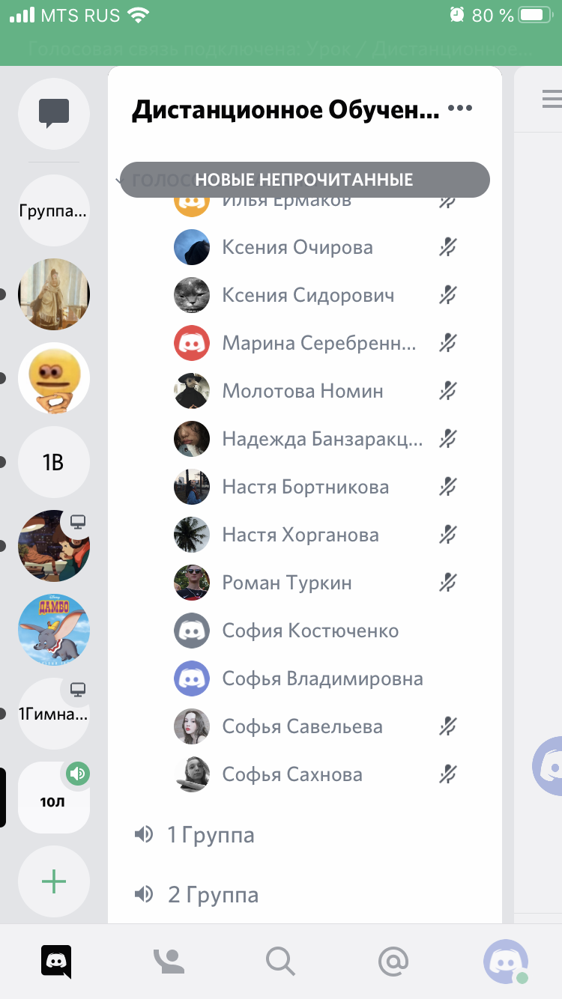 MTS RUS
80 %
Голосовая связь подключена: Урок / Дистанционное...
Дистанционное Обучен...
НОВЫЕ НЕПРОЧИТАННЫЕ
Илья Ермаков
Ксения Очирова
Ксения Сидорович
Марина Серебренн...
Молотова Номин
Надежда Банзаракц...
Настя Бортникова
Настя Хорганова
Роман Туркин
София Костюченко
Софья Владимировна
Софья Савельева
Софья Сахнова
1 Группа
2 Группа
Группа...
1В
ДАМБО
1Гимна...
10Л